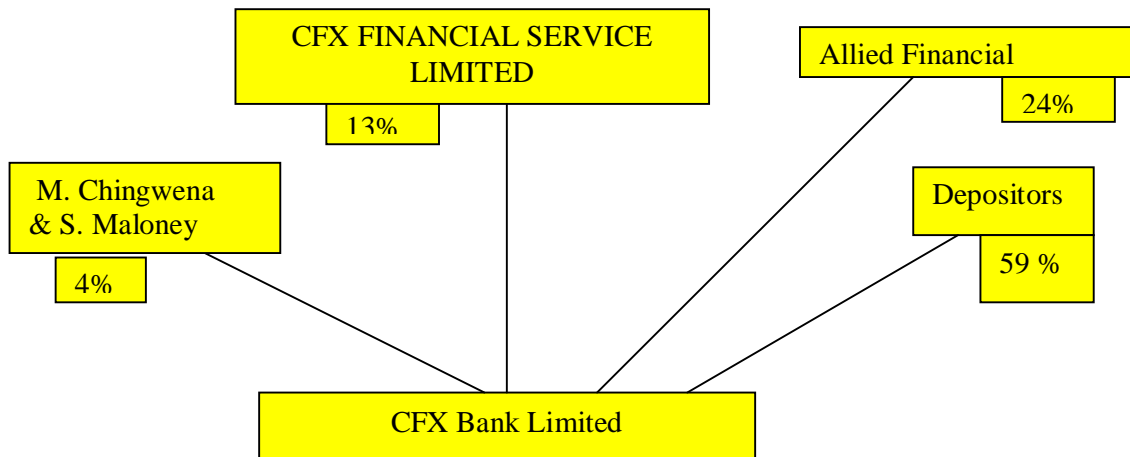 CFX FINANCIAL SERVICE
LIMITED
13%
Allied Financial
24%
M. Chingwena
& S. Maloney
4%
Depositors
59 %
CFX Bank Limited